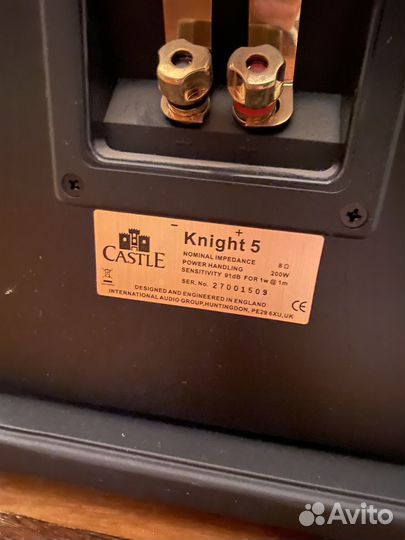 − +
CASTLE
Knight 5
NOMINAL IMPEDANCE 8Ω
POWER HANDLING 200W
SENSITIVITY 91dB FOR 1w @ 1m
SER. No. 27001509
DESIGNED AND ENGINEERED IN ENGLAND
INTERNATIONAL AUDIO GROUP,HUNTINGDON, PE29 6XU,UK
CE
Avito